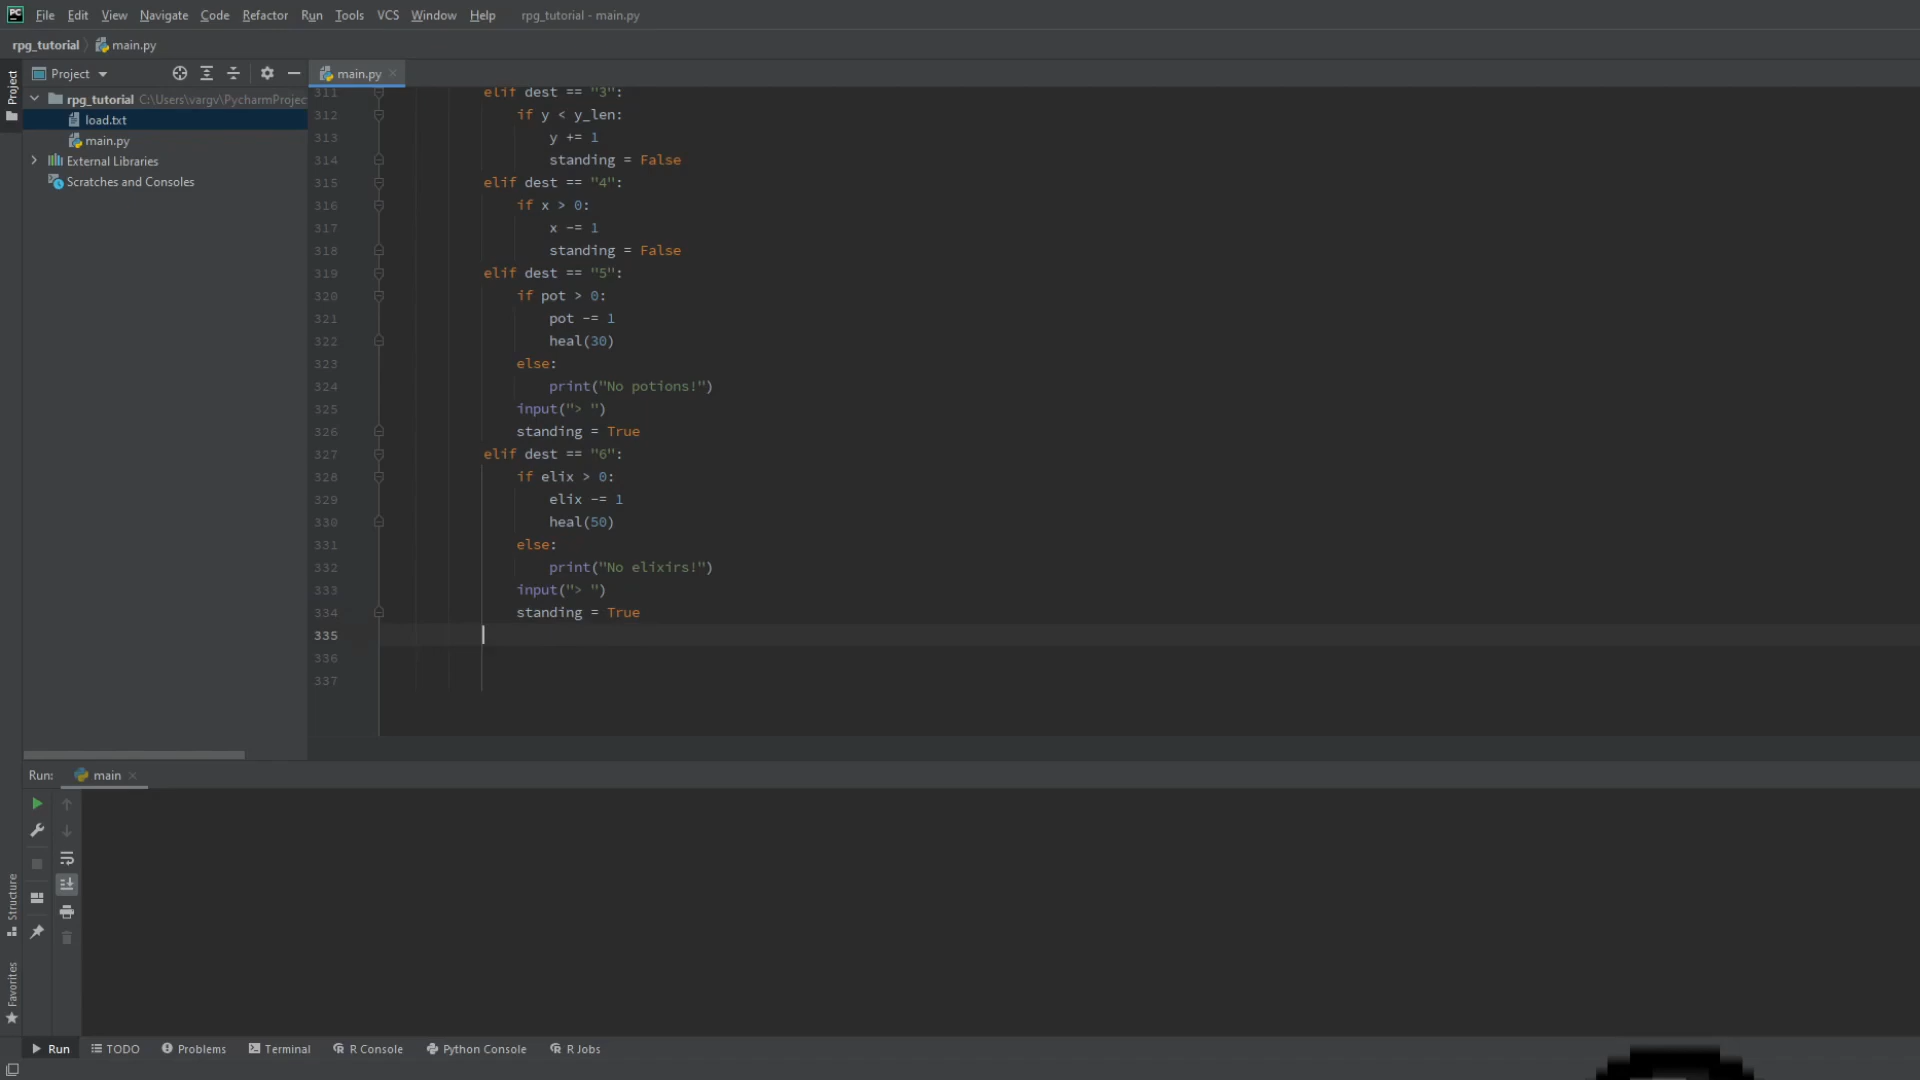 PC File Edit View Navigate Code Refactor Run Tools VCS Window Help rpg_tutorial - main.py
rpg_tutorial main.py
Project
Project
main.py
rpg_tutorial C:\Users\vargv\PycharmProjec
load.txt
main.py
External Libraries
Scratches and Consoles
311 elif dest == "3":
312 if y < y_len:
313 y += 1
314 standing = False
315 elif dest == "4":
316 if x > 0:
317 x -= 1
318 standing = False
319 elif dest == "5":
320 if pot > 0:
321 pot -= 1
322 heal(30)
323 else:
324 print("No potions!")
325 input("> ")
326 standing = True
327 elif dest == "6":
328 if elix > 0:
329 elix -= 1
330 heal(50)
331 else:
332 print("No elixirs!")
333 input("> ")
334 standing = True
335
336
337
Run: main
Structure
Favorites
Run TODO Problems Terminal R Console Python Console R Jobs